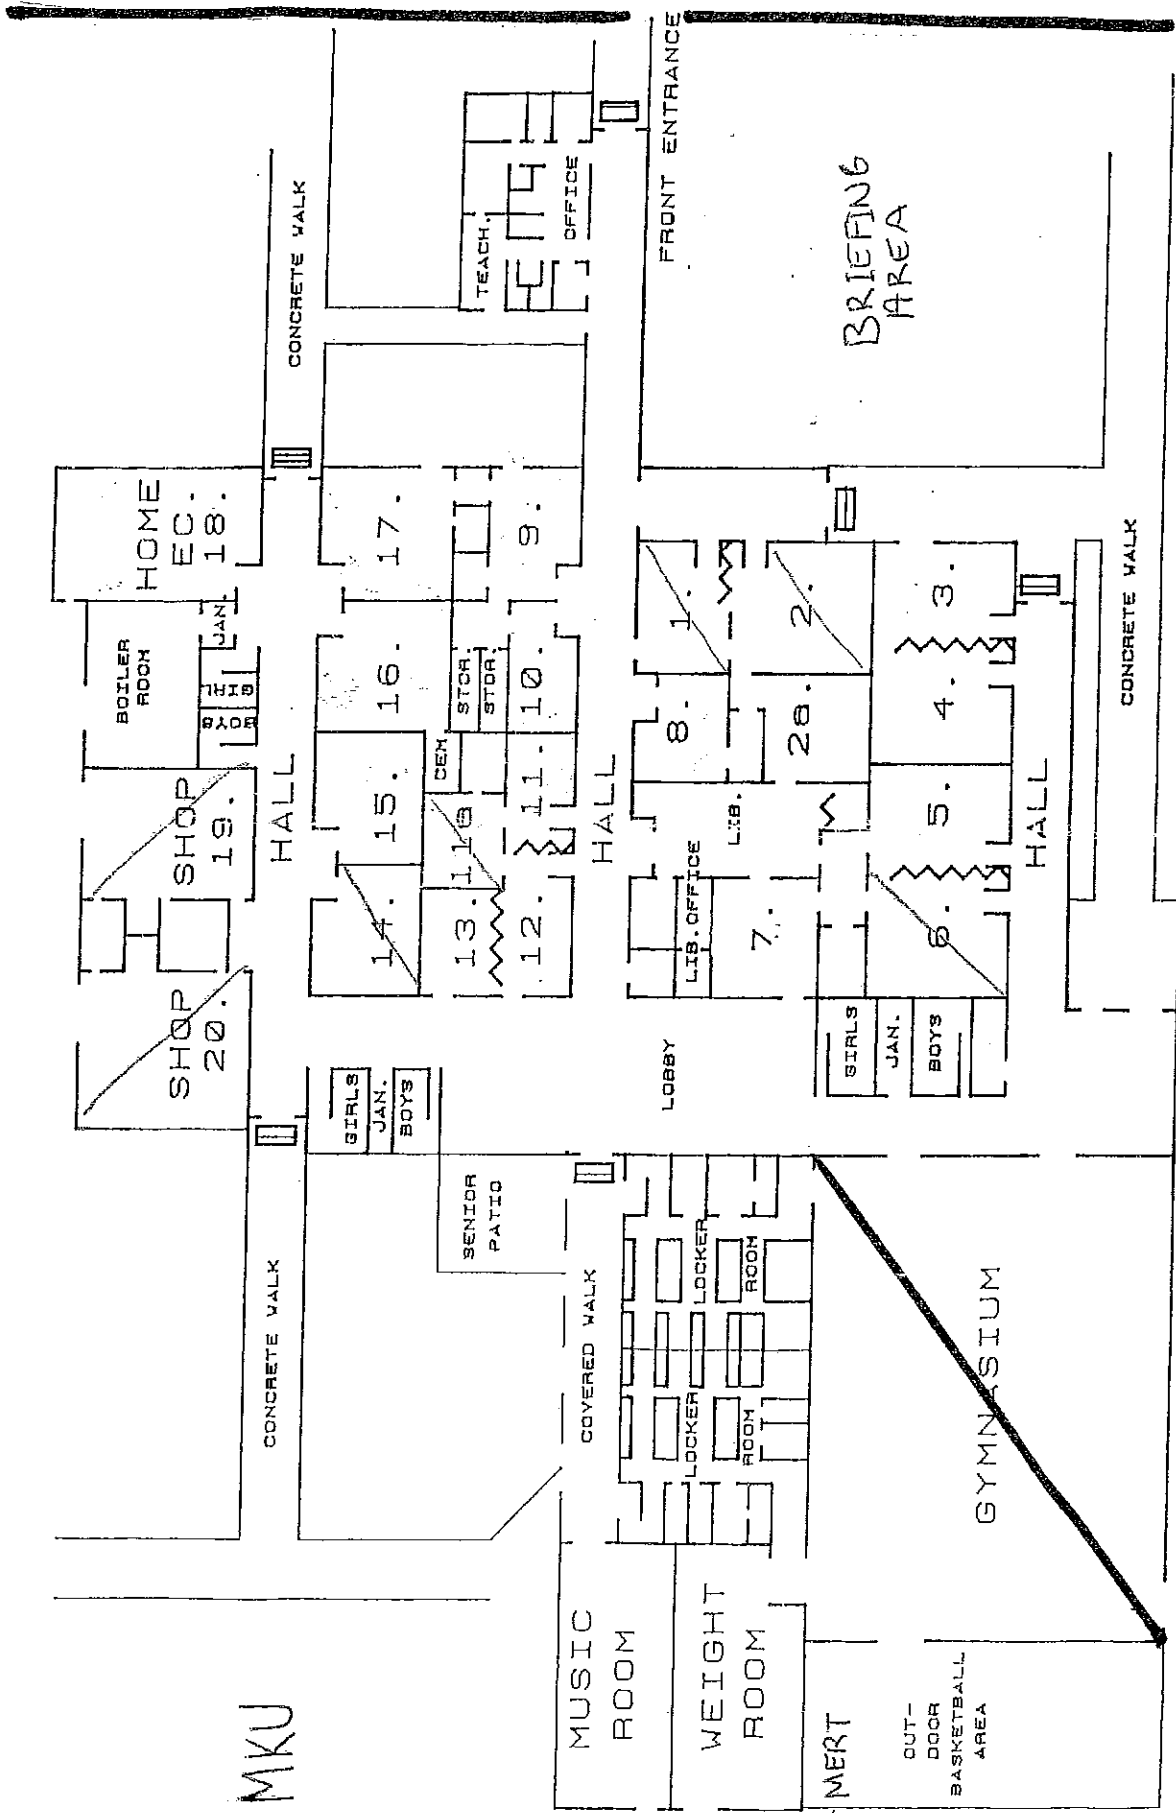 CONCRETE WALK
FRONT ENTRANCE
TEACH.
OFFICE
BRIEFING
AREA
HOME
EC.
18.
BOILER
ROOM
JAN.
GIRL
BOYS
17.
9.
16.
STOR.
STOR.
10.
1.
2.
3.
CONCRETE WALK
SHOP
19.
HALL
15.
CEM
11.
11B
HALL
8.
2B.
4.
LIB.
5.
HALL
14.
13.
12.
LIB. OFFICE
7.
6.
SHOP
20.
GIRLS
JAN.
BOYS
LOBBY
GIRLS
JAN.
BOYS
CONCRETE WALK
SENIOR
PATIO
COVERED WALK
LOCKER
ROOM
LOCKER
ROOM
GYMNASIUM
MKU
MUSIC
ROOM
WEIGHT
ROOM
MERT
OUT-
DOOR
BASKETBALL
AREA